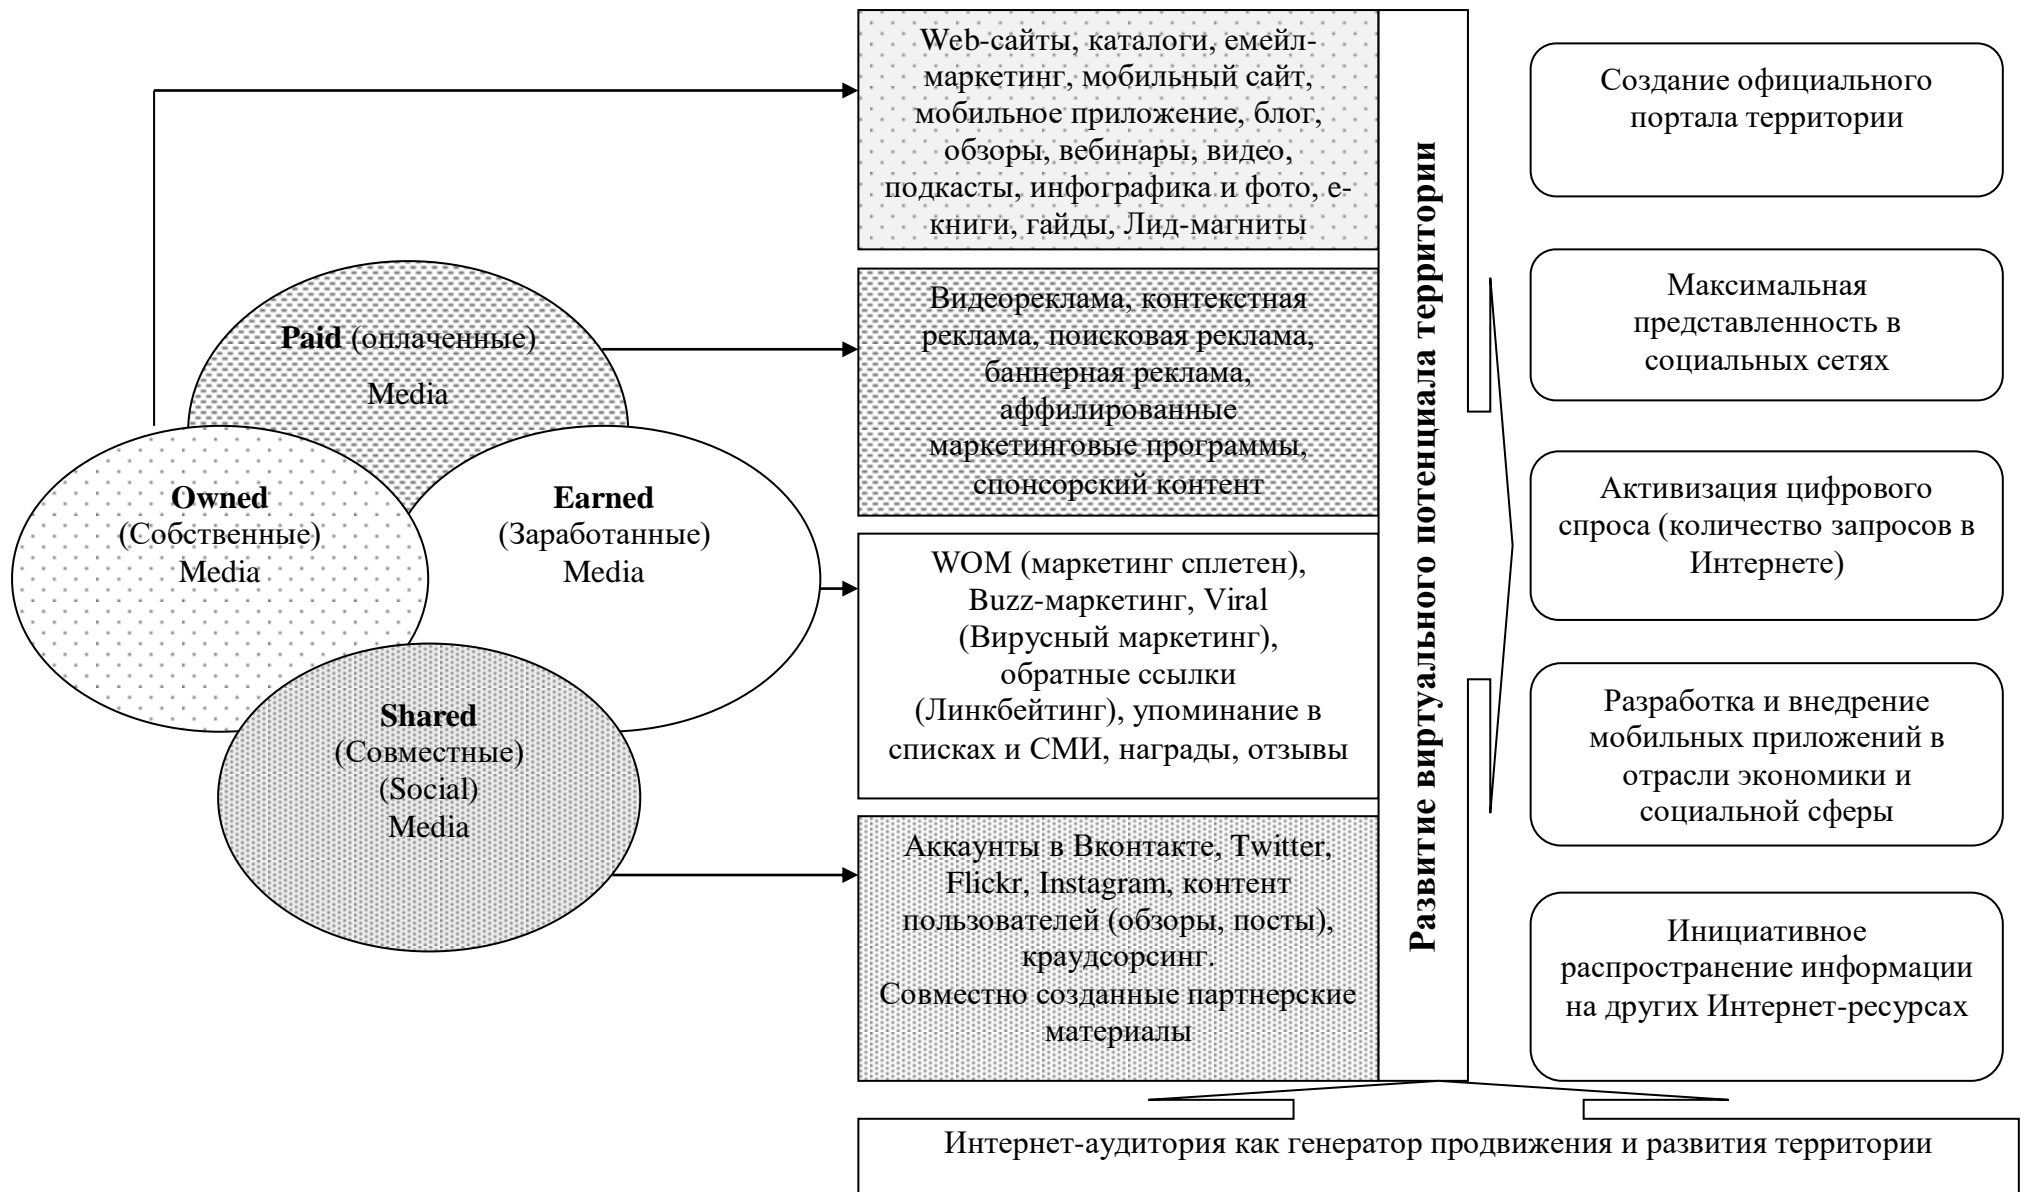 Web-сайты, каталоги, емейл-
маркетинг, мобильный сайт,
мобильное приложение, блог,
обзоры, вебинары, видео,
подкасты, инфографика и фото, е-
книги, гайды, Лид-магниты
Paid (оплаченные)
Media
Owned
(Собственные)
Media
Earned
(Заработанные)
Media
Shared
(Совместные)
(Social)
Media
Видеореклама, контекстная
реклама, поисковая реклама,
баннерная реклама,
аффилированные
маркетинговые программы,
спонсорский контент
WOM (маркетинг сплетен),
Buzz-маркетинг, Viral
(Вирусный маркетинг),
обратные ссылки
(Линкбейтинг), упоминание в
списках и СМИ, награды, отзывы
Аккаунты в Вконтакте, Twitter,
Flickr, Instagram, контент
пользователей (обзоры, посты),
краудсорсинг.
Совместно созданные партнерские
материалы
Развитие виртуального потенциала территории
Создание официального
портала территории
Максимальная
представленность в
социальных сетях
Активизация цифрового
спроса (количество запросов в
Интернете)
Разработка и внедрение
мобильных приложений в
отрасли экономики и
социальной сферы
Инициативное
распространение информации
на других Интернет-ресурсах
Интернет-аудитория как генератор продвижения и развития территории